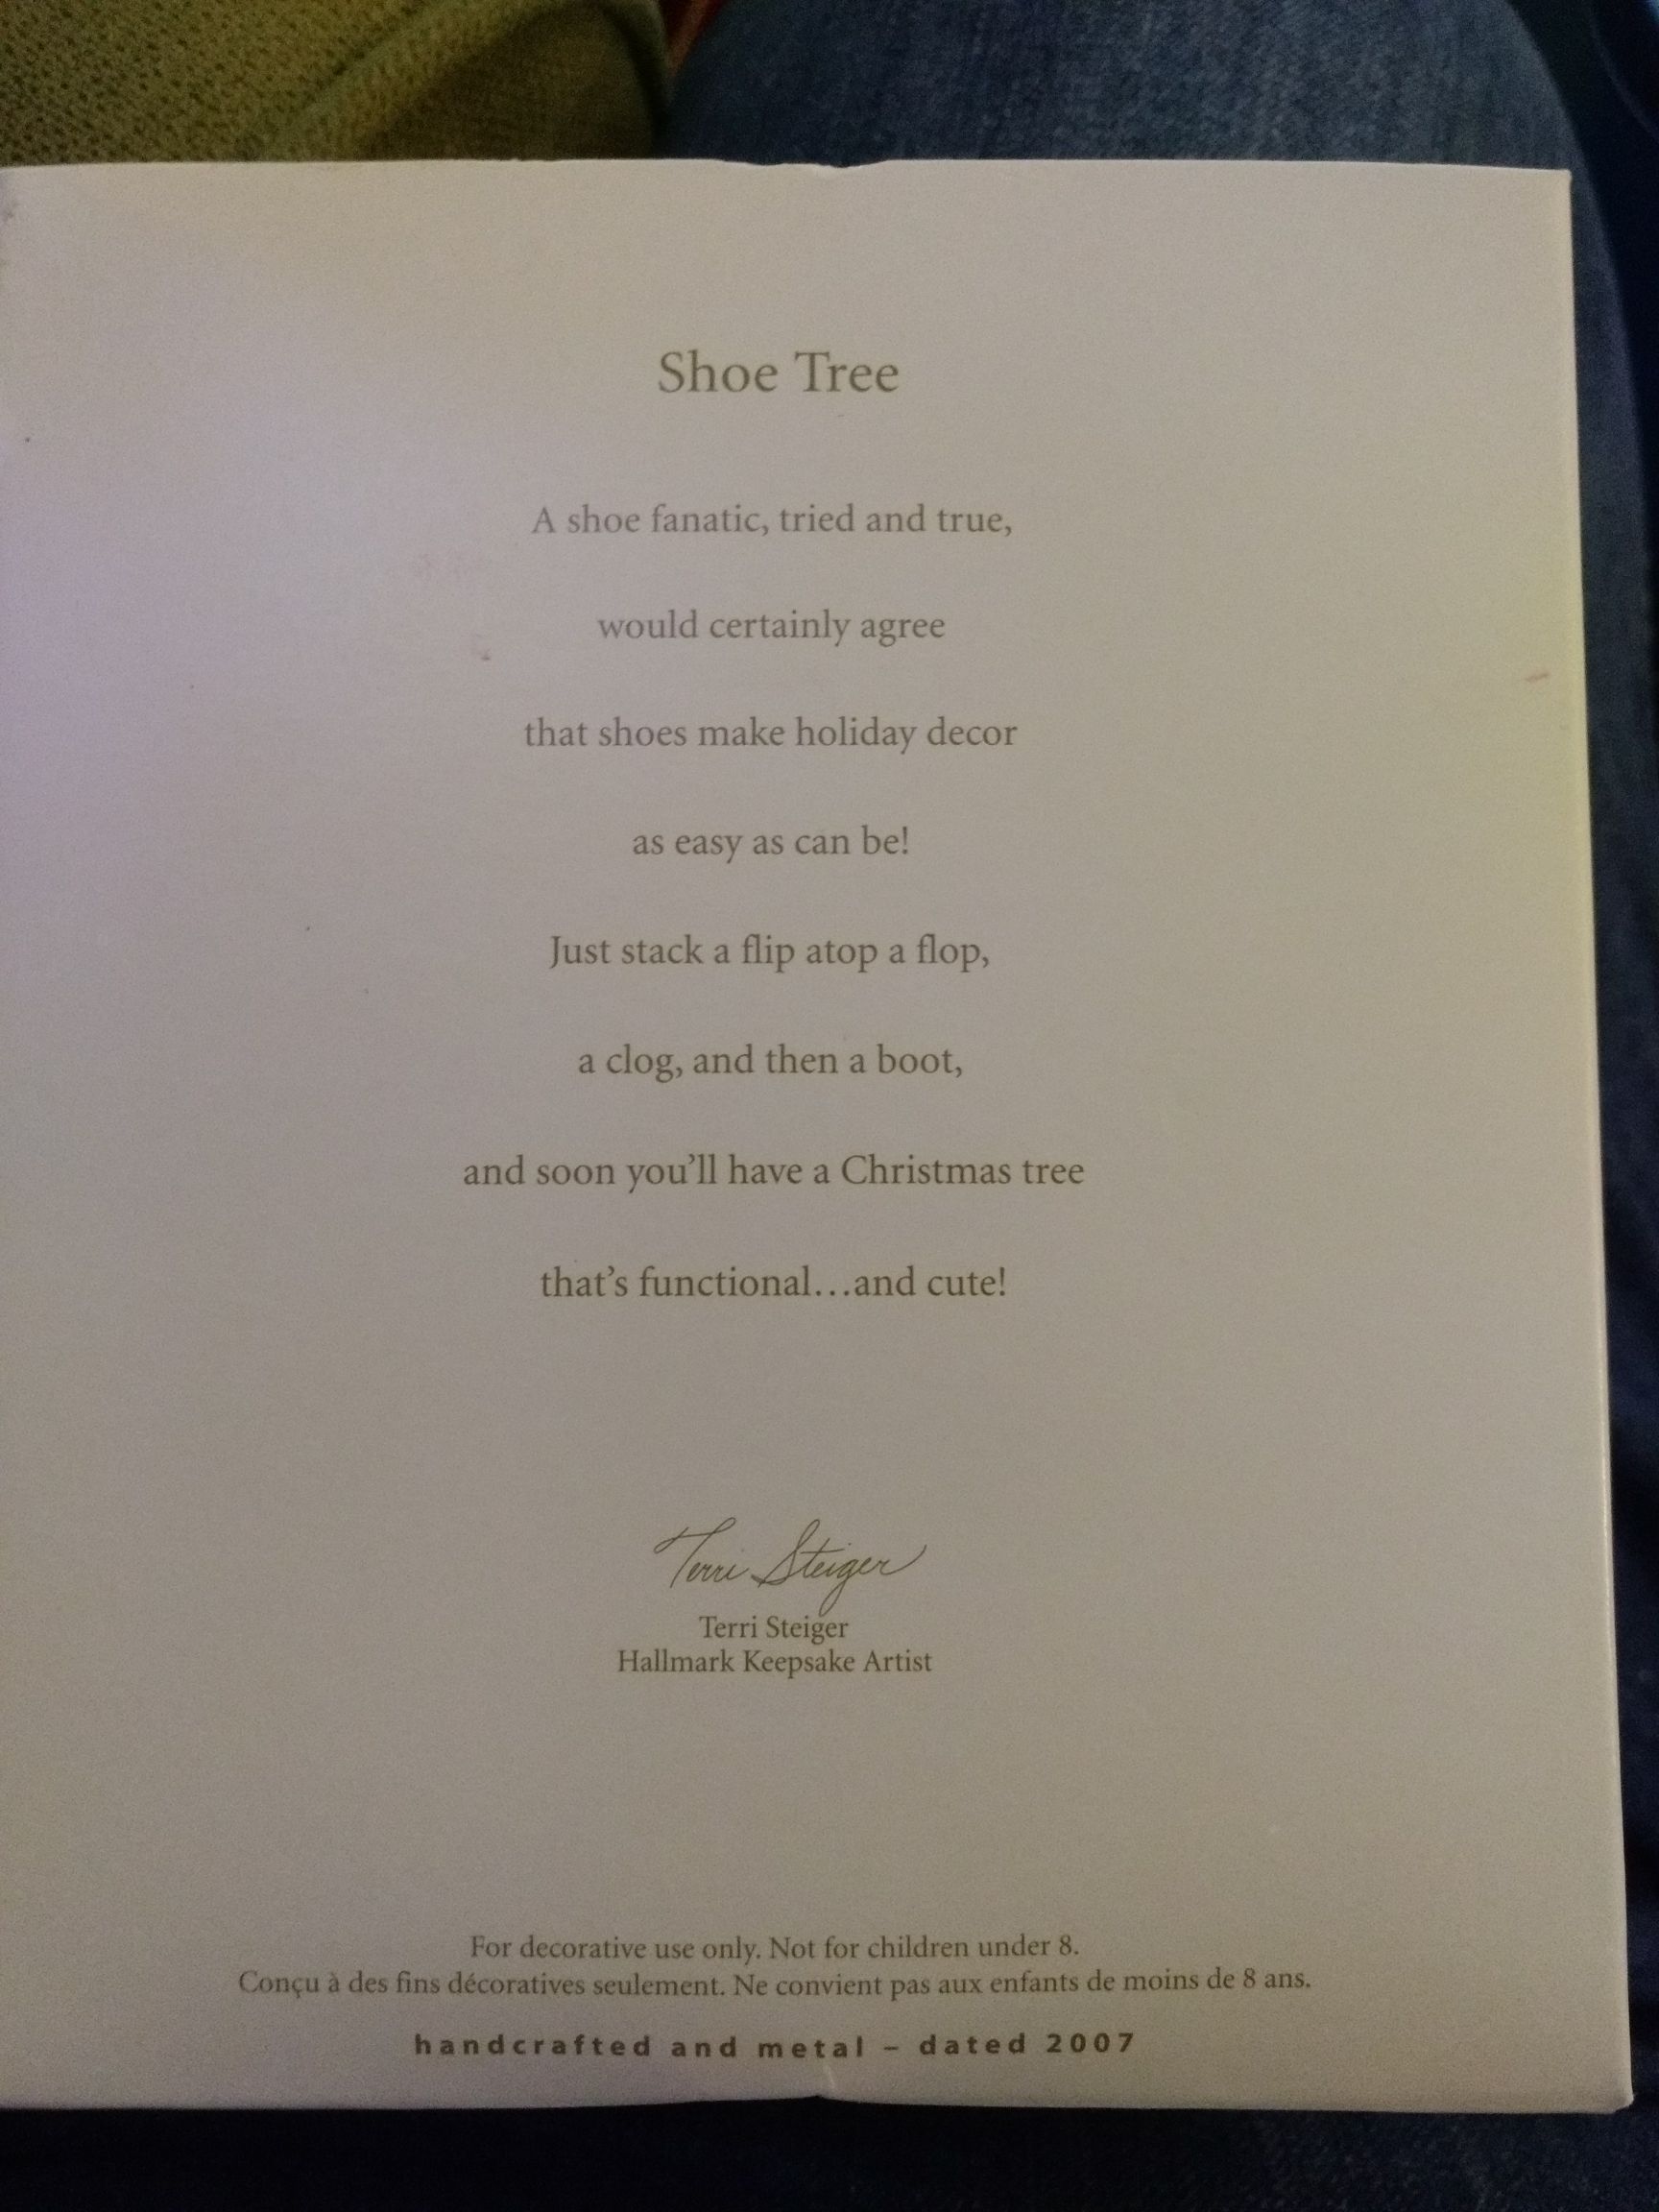 Shoe Tree
A shoe fanatic, tried and true,
would certainly agree
that shoes make holiday decor
as easy as can be!
Just stack a flip atop a flop,
a clog, and then a boot,
and soon you’ll have a Christmas tree
that’s functional…and cute!
Terri Steiger
Terri Steiger
Hallmark Keepsake Artist
For decorative use only. Not for children under 8.
Conçu à des fins décoratives seulement. Ne convient pas aux enfants de moins de 8 ans.
handcrafted and metal – dated 2007